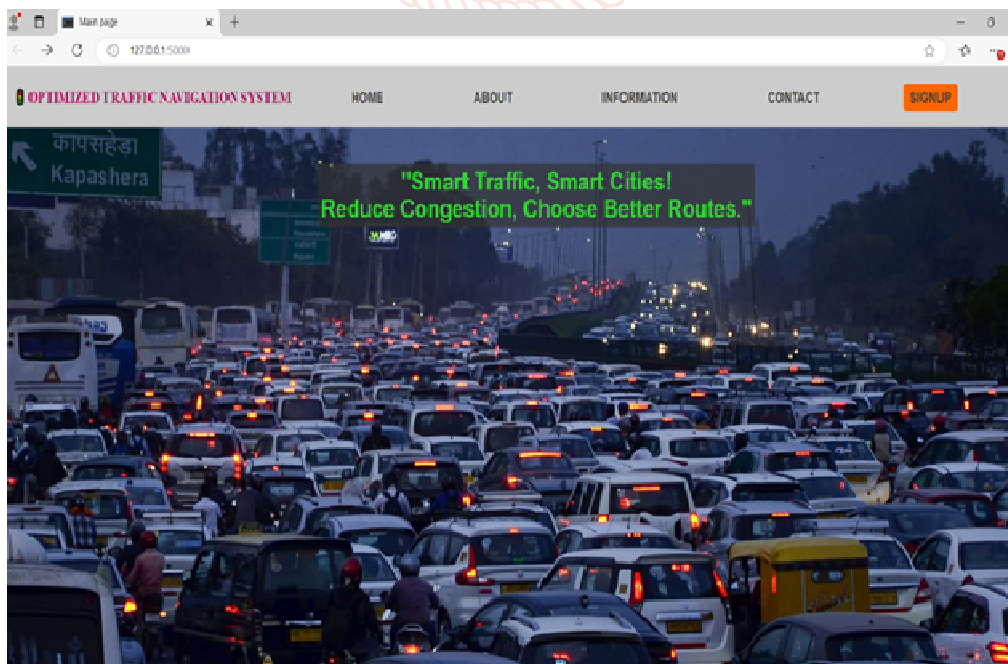 Main page
127.0.0.1:5000
OPTIMIZED TRAFFIC NAVIGATION SYSTEM
HOME
ABOUT
INFORMATION
CONTACT
SIGNUP
कापसहेड़ा
Kapashera
"Smart Traffic, Smart Cities!
Reduce Congestion, Choose Better Routes."